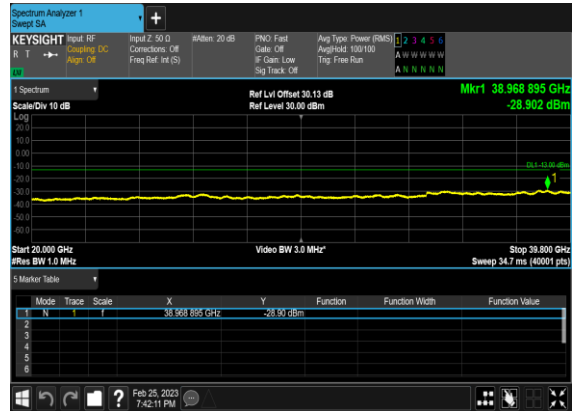 Spectrum Analyzer 1
Swept SA
KEYSIGHT Input: RF Input Z: 50 Ω #Atten: 20 dB PNO: Fast Avg Type: Power (RMS) 1 2 3 4 5 6
R T Coupling: DC Corrections: Off Gate: Off Avg|Hold: 100/100 A W W W W W
Align: Off Freq Ref: Int (S) IF Gain: Low Trig: Free Run
LW Sig Track: Off A N N N N N
1 Spectrum Ref Lvl Offset 30.13 dB Mkr1 38.968 895 GHz
Scale/Div 10 dB Ref Level 30.00 dBm -28.902 dBm
Log
20.0
10.0
0.00
-10.0
DL1 -13.00 dBm
-20.0
1
-30.0
-40.0
-50.0
-60.0
Start 20.000 GHz Video BW 3.0 MHz* Stop 39.800 GHz
#Res BW 1.0 MHz Sweep 34.7 ms (40001 pts)
5 Marker Table
Mode Trace Scale X Y Function Function Width Function Value
1 N 1 f 38.968 895 GHz -28.90 dBm
2
3
4
5
6
? Feb 25, 2023
7:42:11 PM